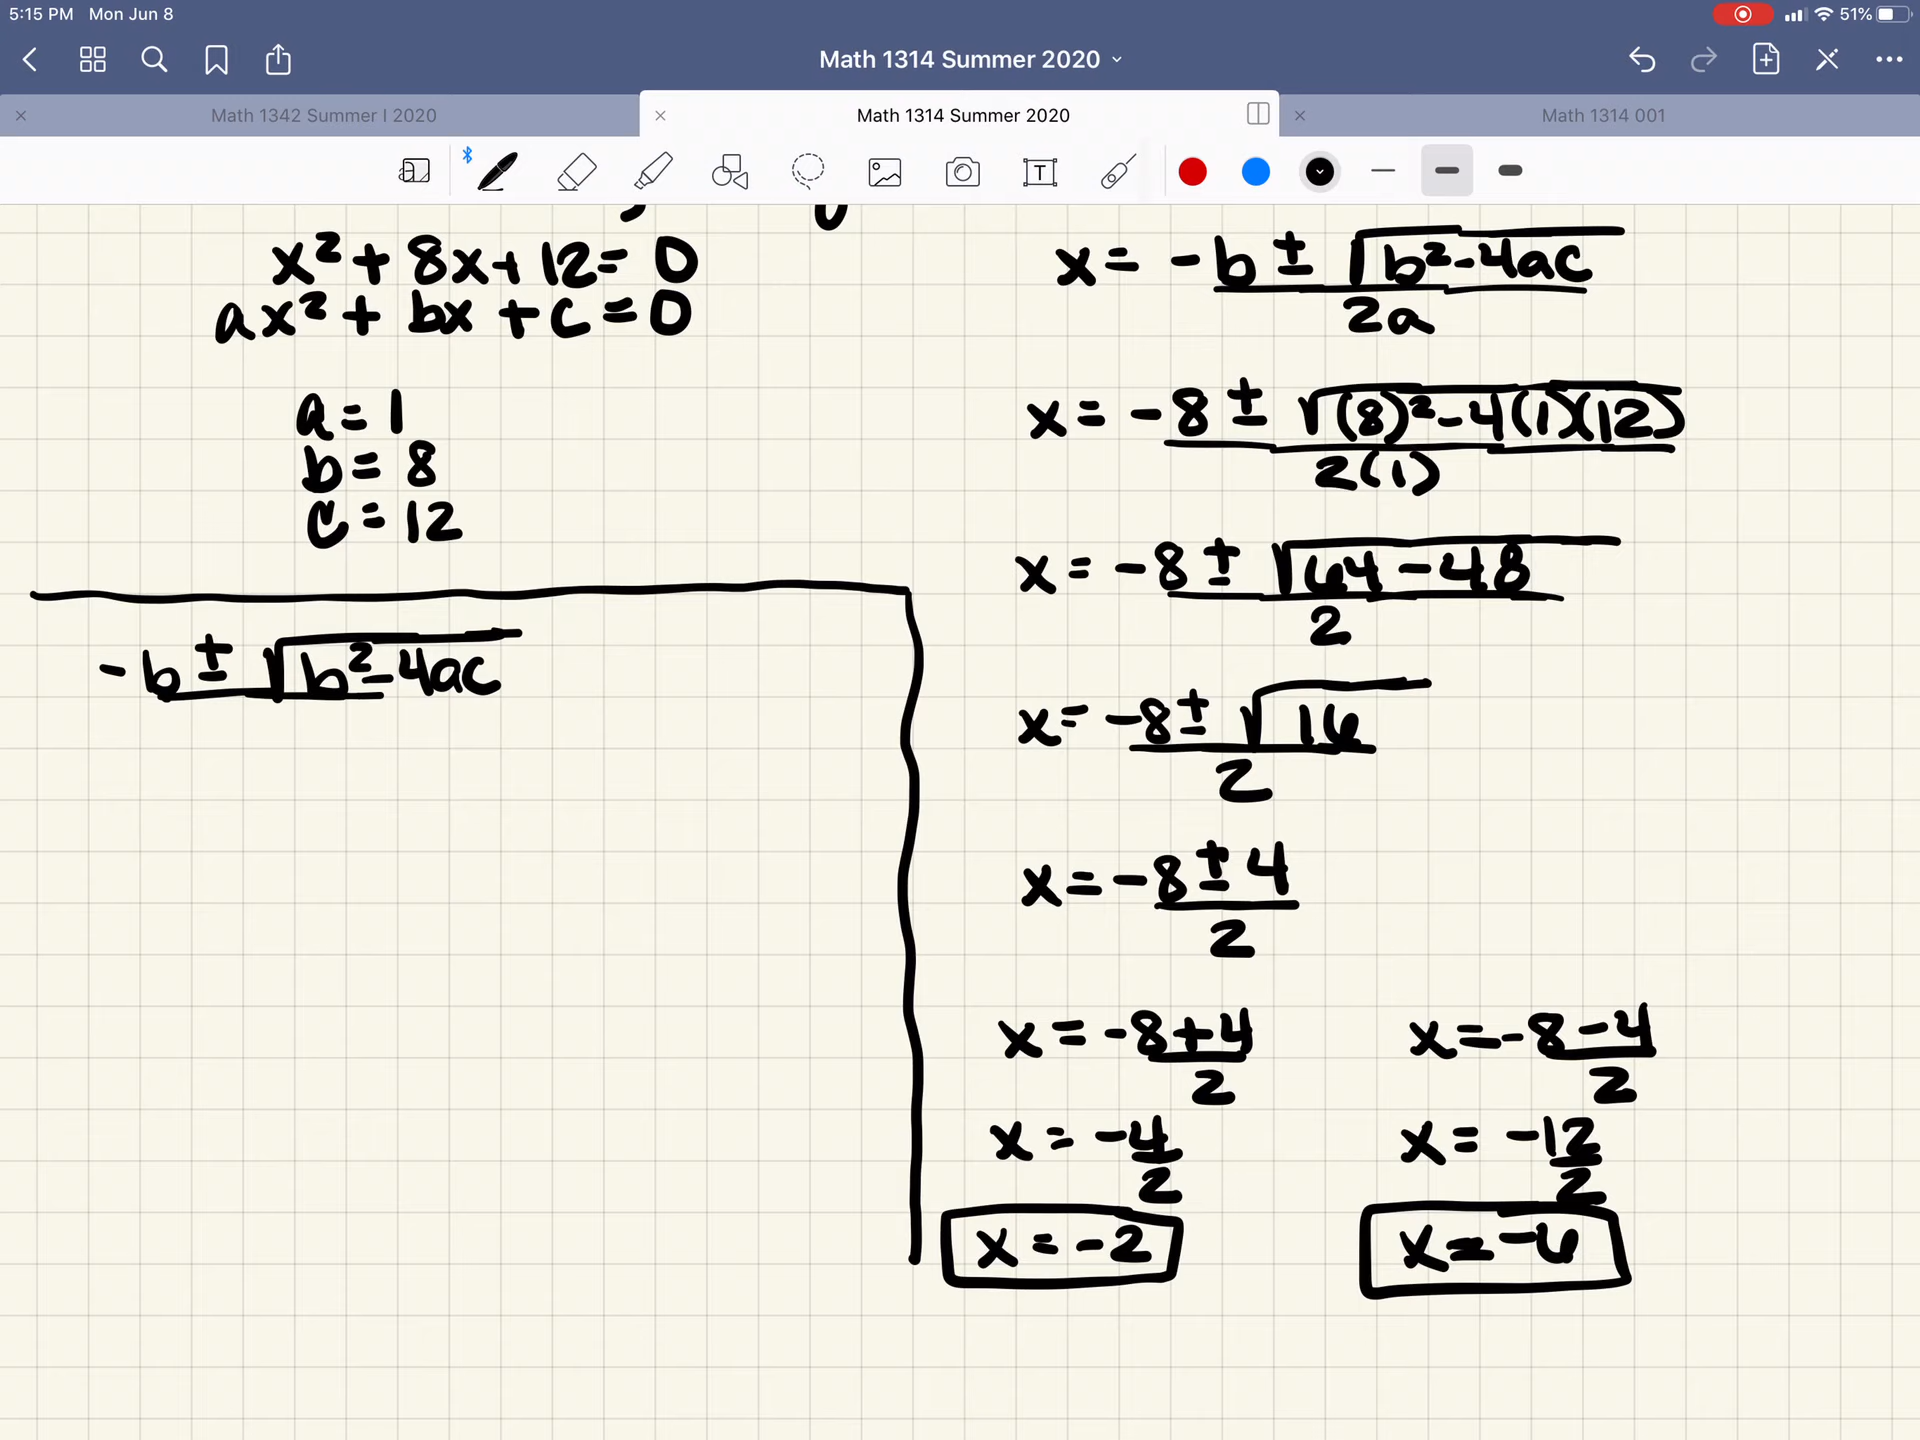 5:15 PM Mon Jun 8
51%
Math 1314 Summer 2020
Math 1342 Summer I 2020
Math 1314 Summer 2020
Math 1314 001
x² + 8x + 12 = 0
ax² + bx + c = 0
a = 1
b = 8
c = 12
-b ± √b² - 4ac
x = -b ± √b² - 4ac
2a
x = -8 ± √(8)² - 4(1)(12)
2(1)
x = -8 ± √64 - 48
2
x = -8 ± √16
2
x = -8 ± 4
2
x = -8 + 4
2
x = -4
2
x = -2
x = -8 - 4
2
x = -12
2
x = -6